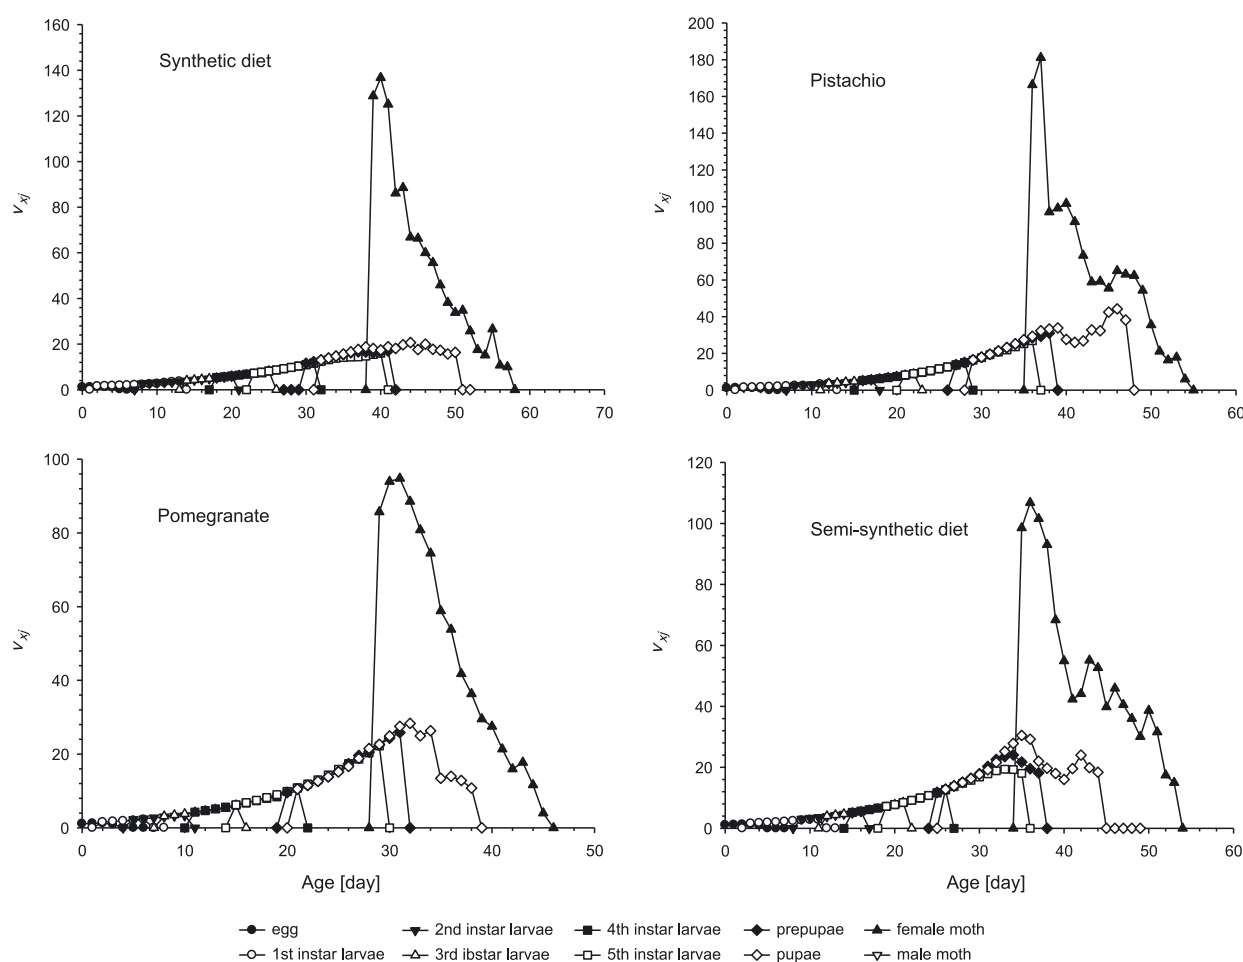 160
140
120
100
80
60
40
20
0
v xj
Synthetic diet
0 10 20 30 40 50 60 70
200
180
160
140
120
100
80
60
40
20
0
v xj
Pistachio
0 10 20 30 40 50 60
100
80
60
40
20
0
v xj
Pomegranate
0 10 20 30 40 50
Age [day]
120
100
80
60
40
20
0
v xj
Semi-synthetic diet
0 10 20 30 40 50 60
Age [day]
egg 2nd instar larvae 4th instar larvae prepupae female moth
1st instar larvae 3rd ibstar larvae 5th instar larvae pupae male moth